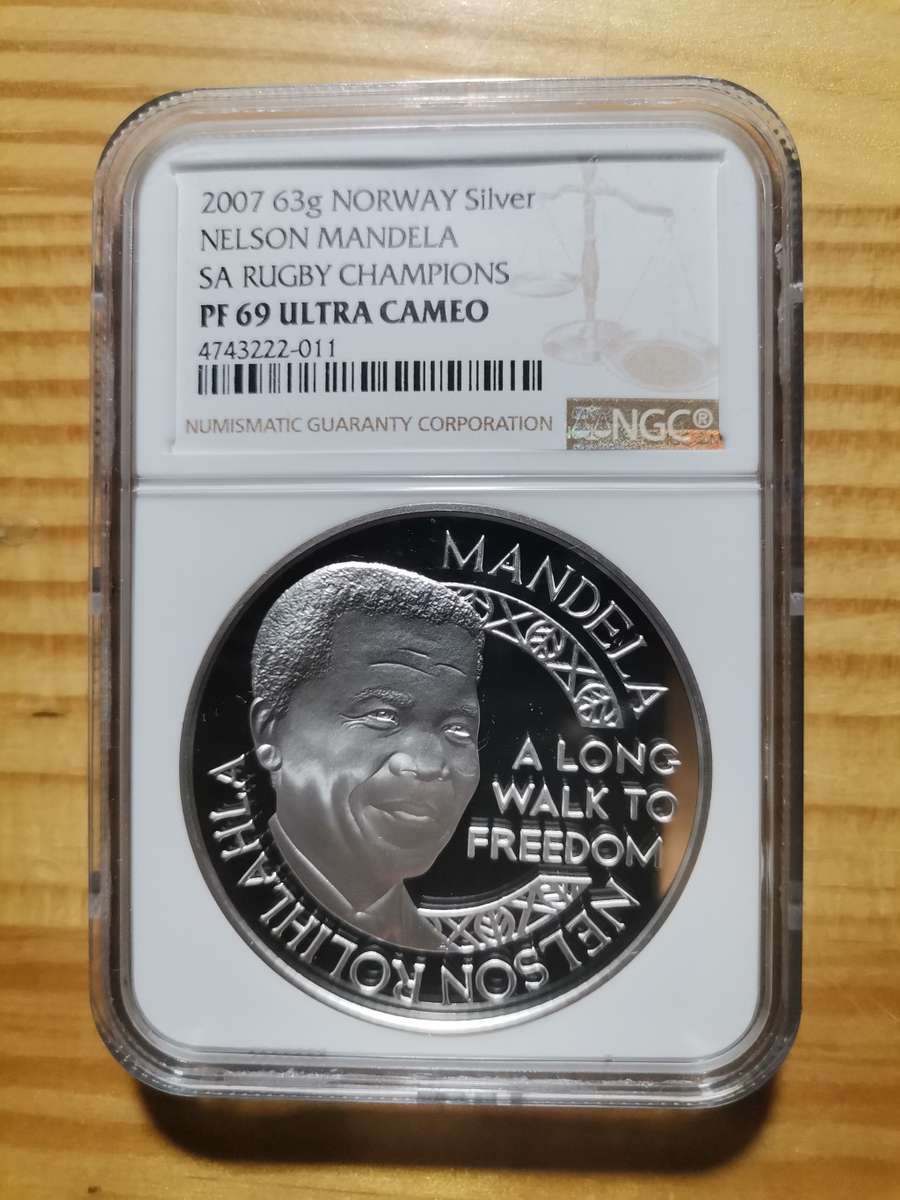 2007 63g NORWAY Silver
NELSON MANDELA
SA RUGBY CHAMPIONS
PF 69 ULTRA CAMEO
4743222-011
NUMISMATIC GUARANTY CORPORATION
NGC®
NELSON ROLIHLAHLA
MANDELA
A LONG
WALK TO
FREEDOM